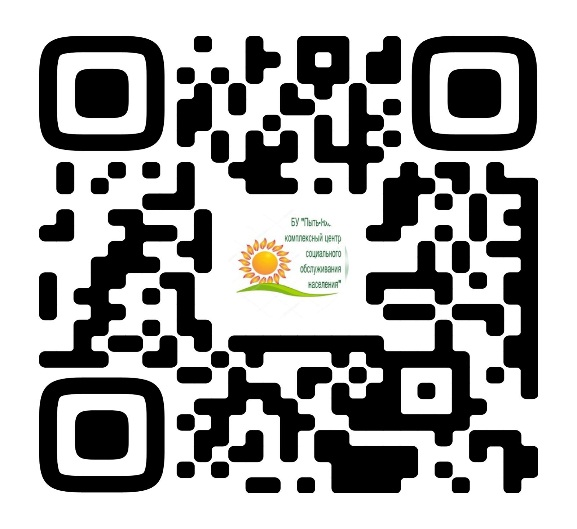 БУ "Пыть-Ях.
комплексный центр
социального
обслуживания
населения"